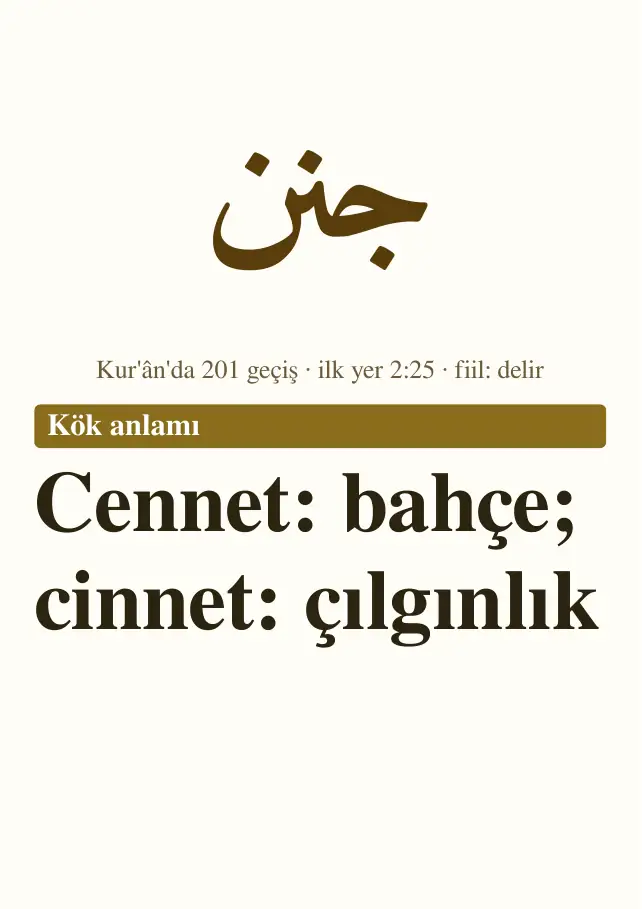 جنن
Kur'ân'da 201 geçiş · ilk yer 2:25 · fiil: delir
Kök anlamı
Cennet: bahçe;
cinnet: çılgınlık